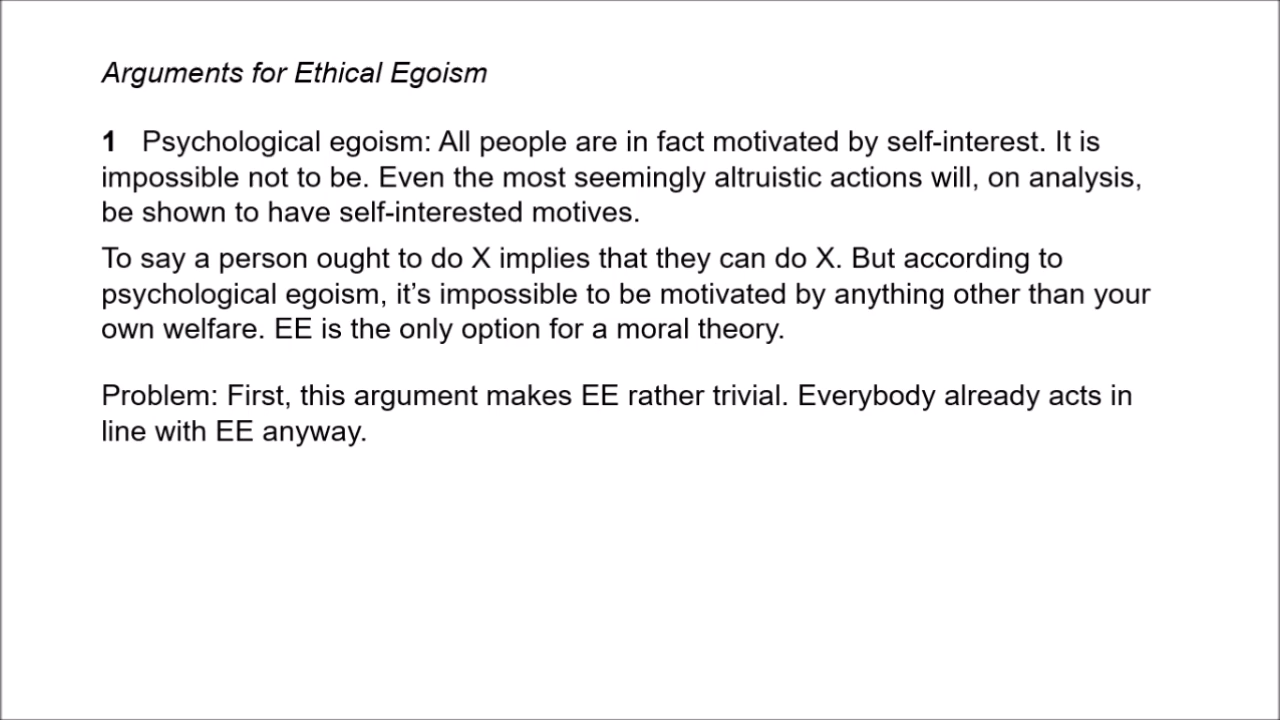 Arguments for Ethical Egoism
1 Psychological egoism: All people are in fact motivated by self-interest. It is
impossible not to be. Even the most seemingly altruistic actions will, on analysis,
be shown to have self-interested motives.
To say a person ought to do X implies that they can do X. But according to
psychological egoism, it’s impossible to be motivated by anything other than your
own welfare. EE is the only option for a moral theory.
Problem: First, this argument makes EE rather trivial. Everybody already acts in
line with EE anyway.